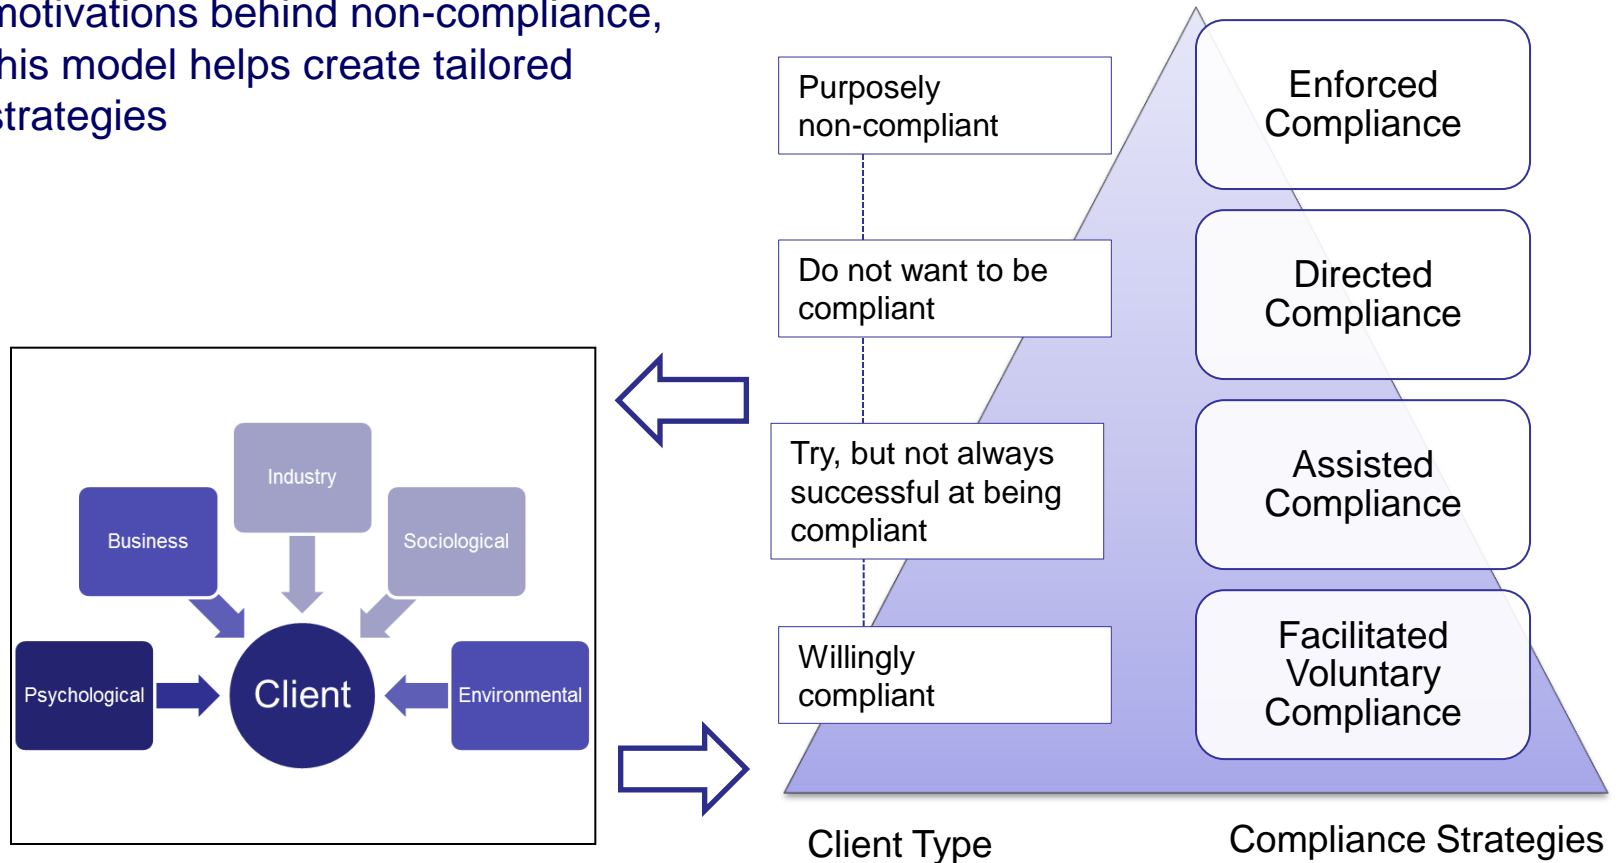 motivations behind non-compliance,
this model helps create tailored
strategies
Purposely
non-compliant
Enforced
Compliance
Do not want to be
compliant
Directed
Compliance
Try, but not always
successful at being
compliant
Assisted
Compliance
Willingly
compliant
Facilitated
Voluntary
Compliance
Industry
Business
Sociological
Psychological
Client
Environmental
Client Type
Compliance Strategies